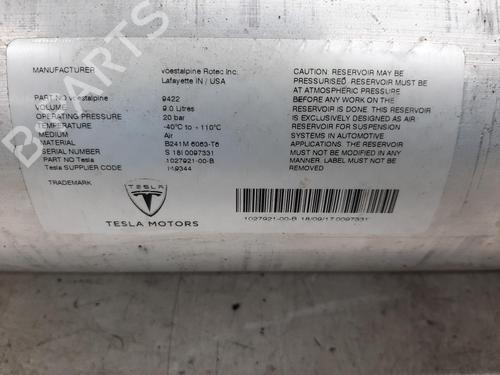 B-PARTS
MANUFACTURER voestalpine Rotec Inc.
Lafayette IN / USA
PART NO voestalpine 9422
VOLUME 9.0 Litres
OPERATING PRESSURE 20 bar
TEMPERATURE -40°C to +110°C
MEDIUM Air
MATERIAL B241M 6063-T6
SERIAL NUMBER S 18I 0097331
PART NO Tesla 1027921-00-B
Tesla SUPPLIER CODE 149344
TRADEMARK
TESLA
TESLA MOTORS
CAUTION: RESERVOIR MAY BE
PRESSURISED. RESERVOIR MUST BE
AT ATMOSPHERIC PRESSURE
BEFORE ANY WORK ON THE
RESERVOIR IS DONE. THIS RESERVOIR
IS EXCLUSIVELY DESIGNED AS AIR
RESERVOIR FOR SUSPENSION
SYSTEMS IN AUTOMOTIVE
APPLICATIONS. THE RESERVOIR
MUST NOT BE MODIFIED IN ANY
MANNER. LABEL MUST NOT BE
REMOVED
1027921-00-B 18/09/17 0097331